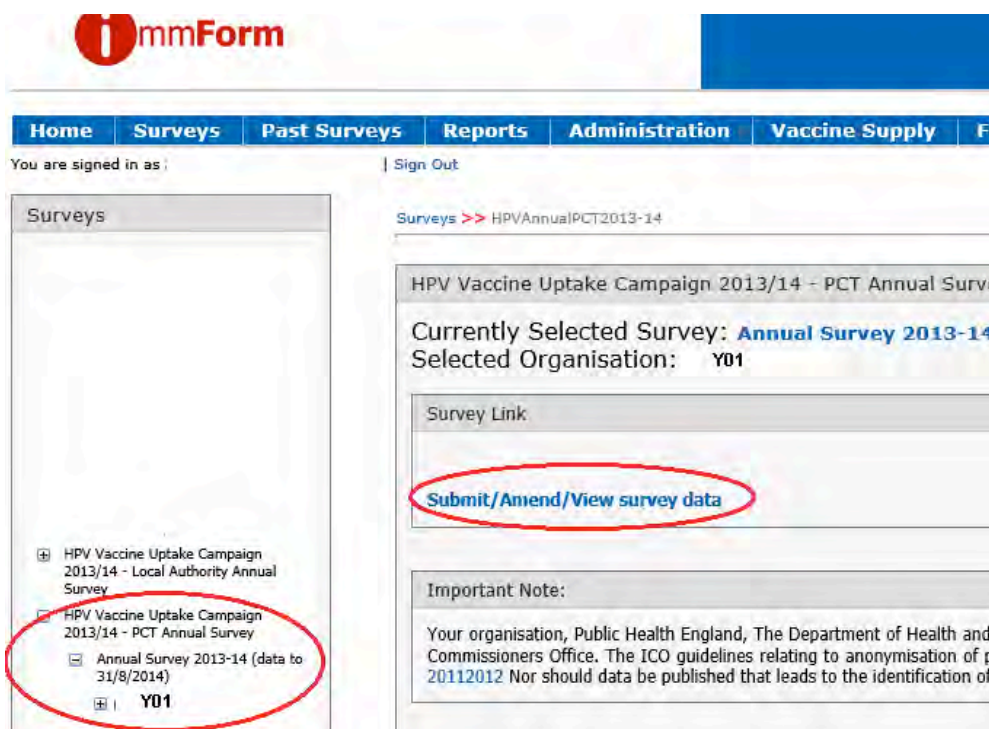 immForm
Home Surveys Past Surveys Reports Administration Vaccine Supply F
You are signed in as : | Sign Out
Surveys
HPV Vaccine Uptake Campaign
2013/14 - Local Authority Annual
Survey
HPV Vaccine Uptake Campaign
2013/14 - PCT Annual Survey
Annual Survey 2013-14 (data to
31/8/2014)
Y01
Surveys >> HPVAnnualPCT2013-14
HPV Vaccine Uptake Campaign 2013/14 - PCT Annual Surv
Currently Selected Survey: Annual Survey 2013-14
Selected Organisation: Y01
Survey Link
Submit/Amend/View survey data
Important Note:
Your organisation, Public Health England, The Department of Health and
Commissioners Office. The ICO guidelines relating to anonymisation of p
20112012 Nor should data be published that leads to the identification of